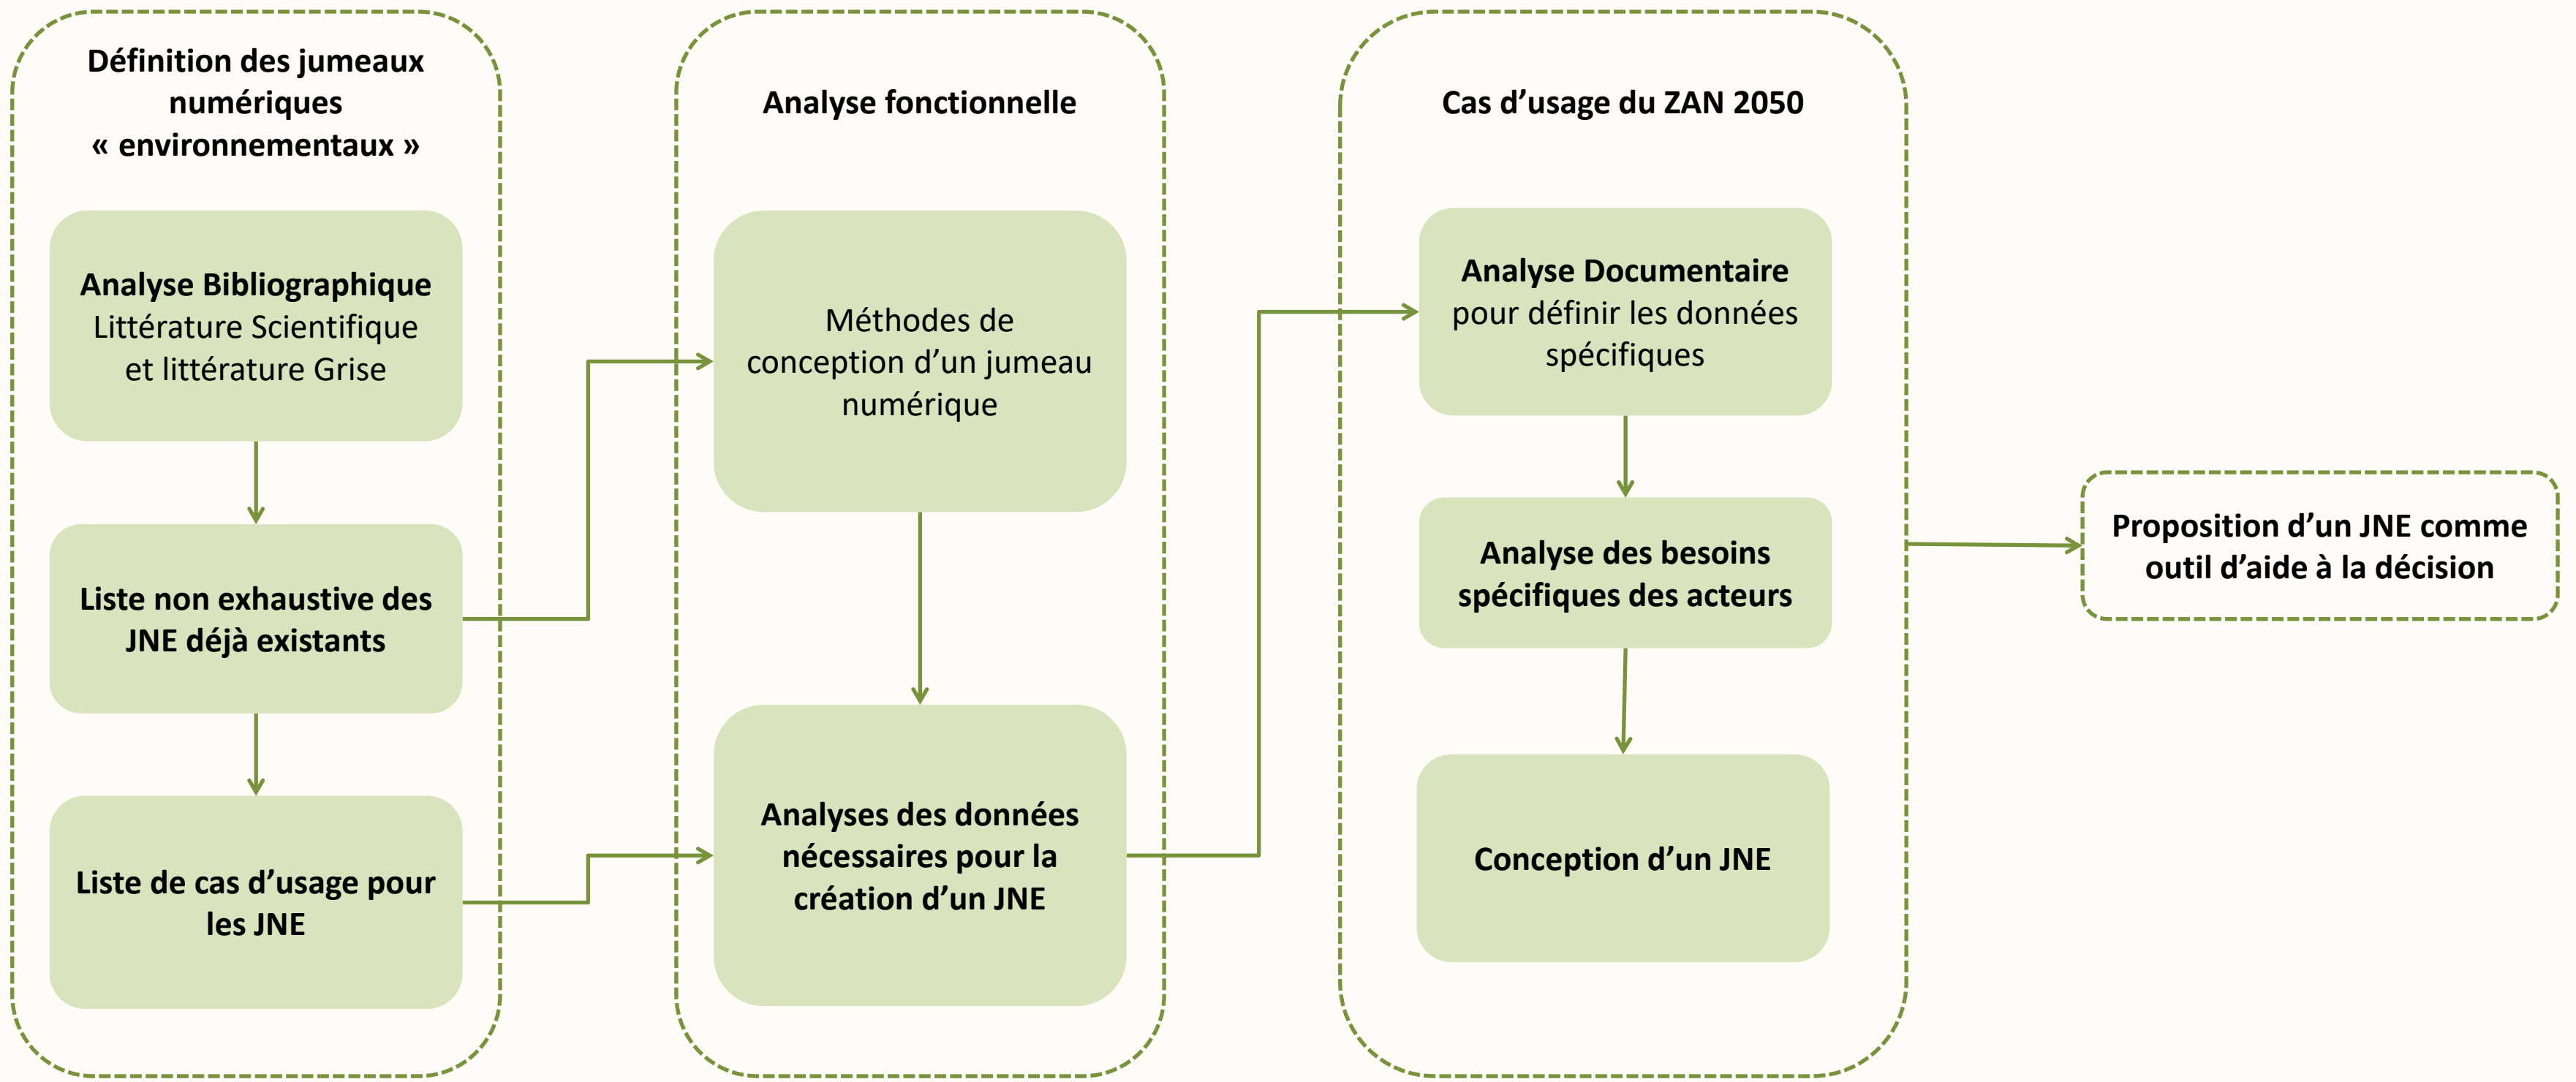 Définition des jumeaux
numériques
« environnementaux »
Analyse Bibliographique
Littérature Scientifique
et littérature Grise
Liste non exhaustive des
JNE déjà existants
Liste de cas d’usage pour
les JNE
Analyse fonctionnelle
Méthodes de
conception d’un jumeau
numérique
Analyses des données
nécessaires pour la
création d’un JNE
Cas d’usage du ZAN 2050
Analyse Documentaire
pour définir les données
spécifiques
Analyse des besoins
spécifiques des acteurs
Conception d’un JNE
Proposition d’un JNE comme
outil d’aide à la décision